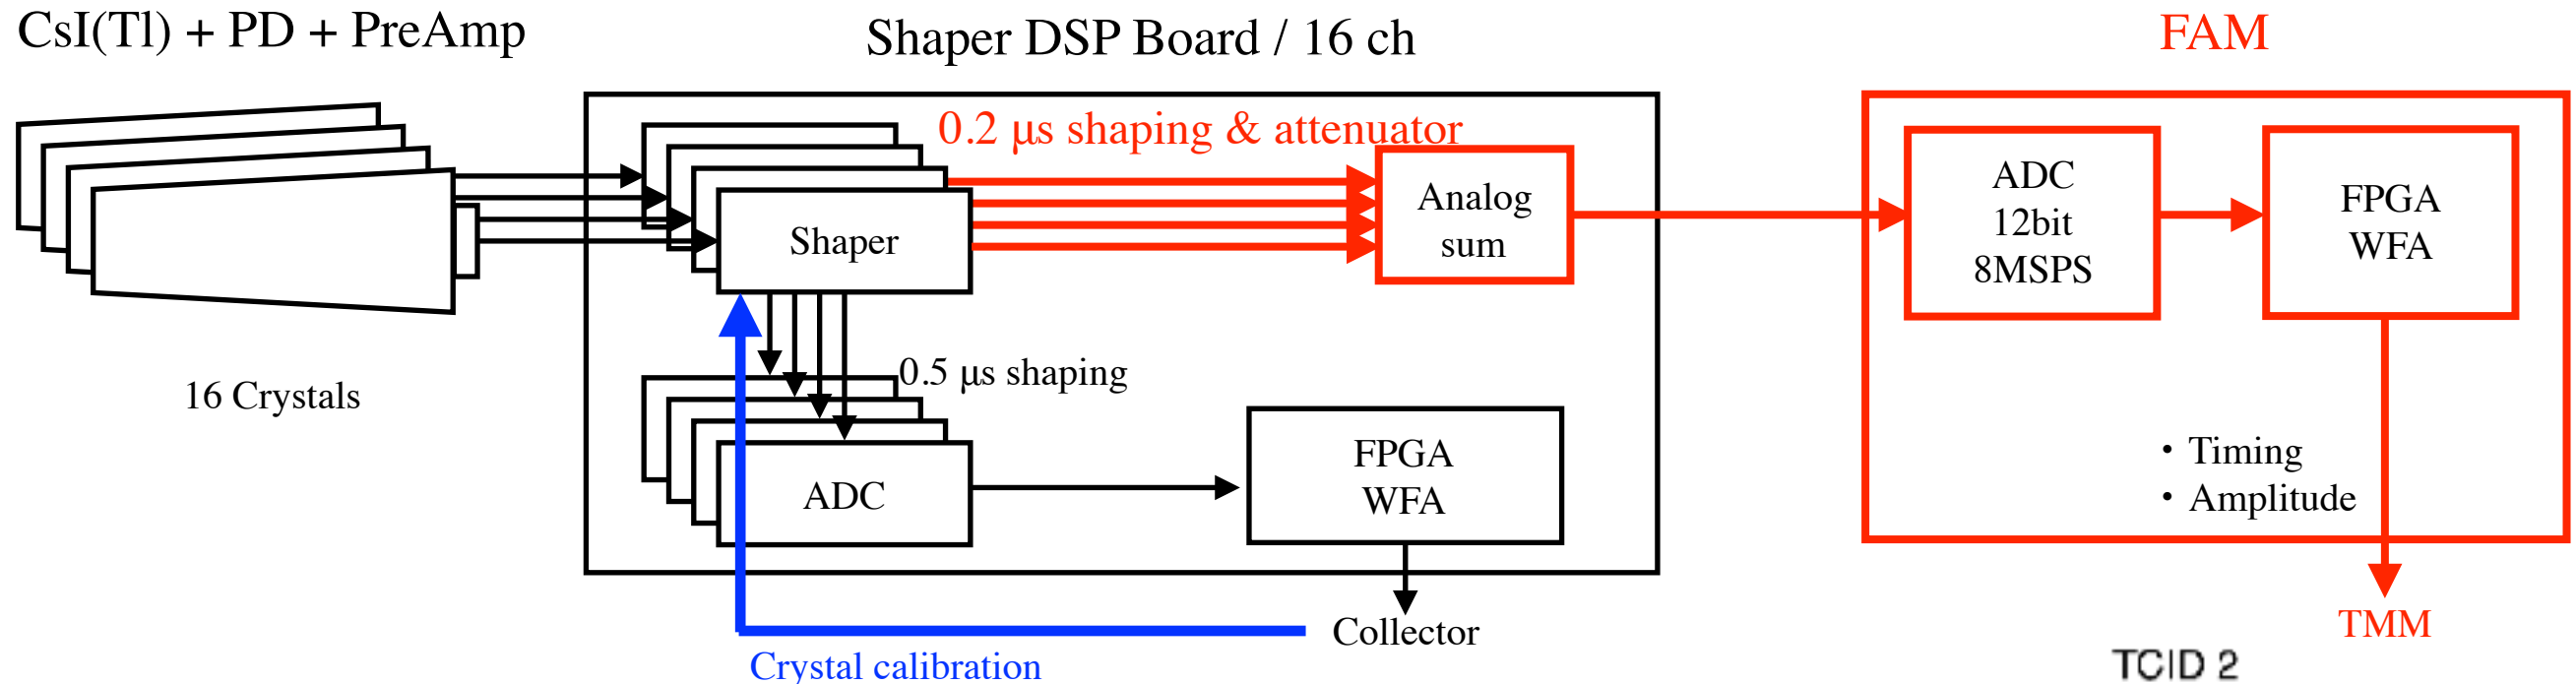 CsI(Tl) + PD + PreAmp
Shaper DSP Board / 16 ch
FAM
0.2 μs shaping & attenuator
Shaper
Analog
sum
ADC
12bit
8MSPS
FPGA
WFA
16 Crystals
0.5 μs shaping
ADC
FPGA
WFA
・Timing
・Amplitude
Collector
Crystal calibration
TMM
TCID 2